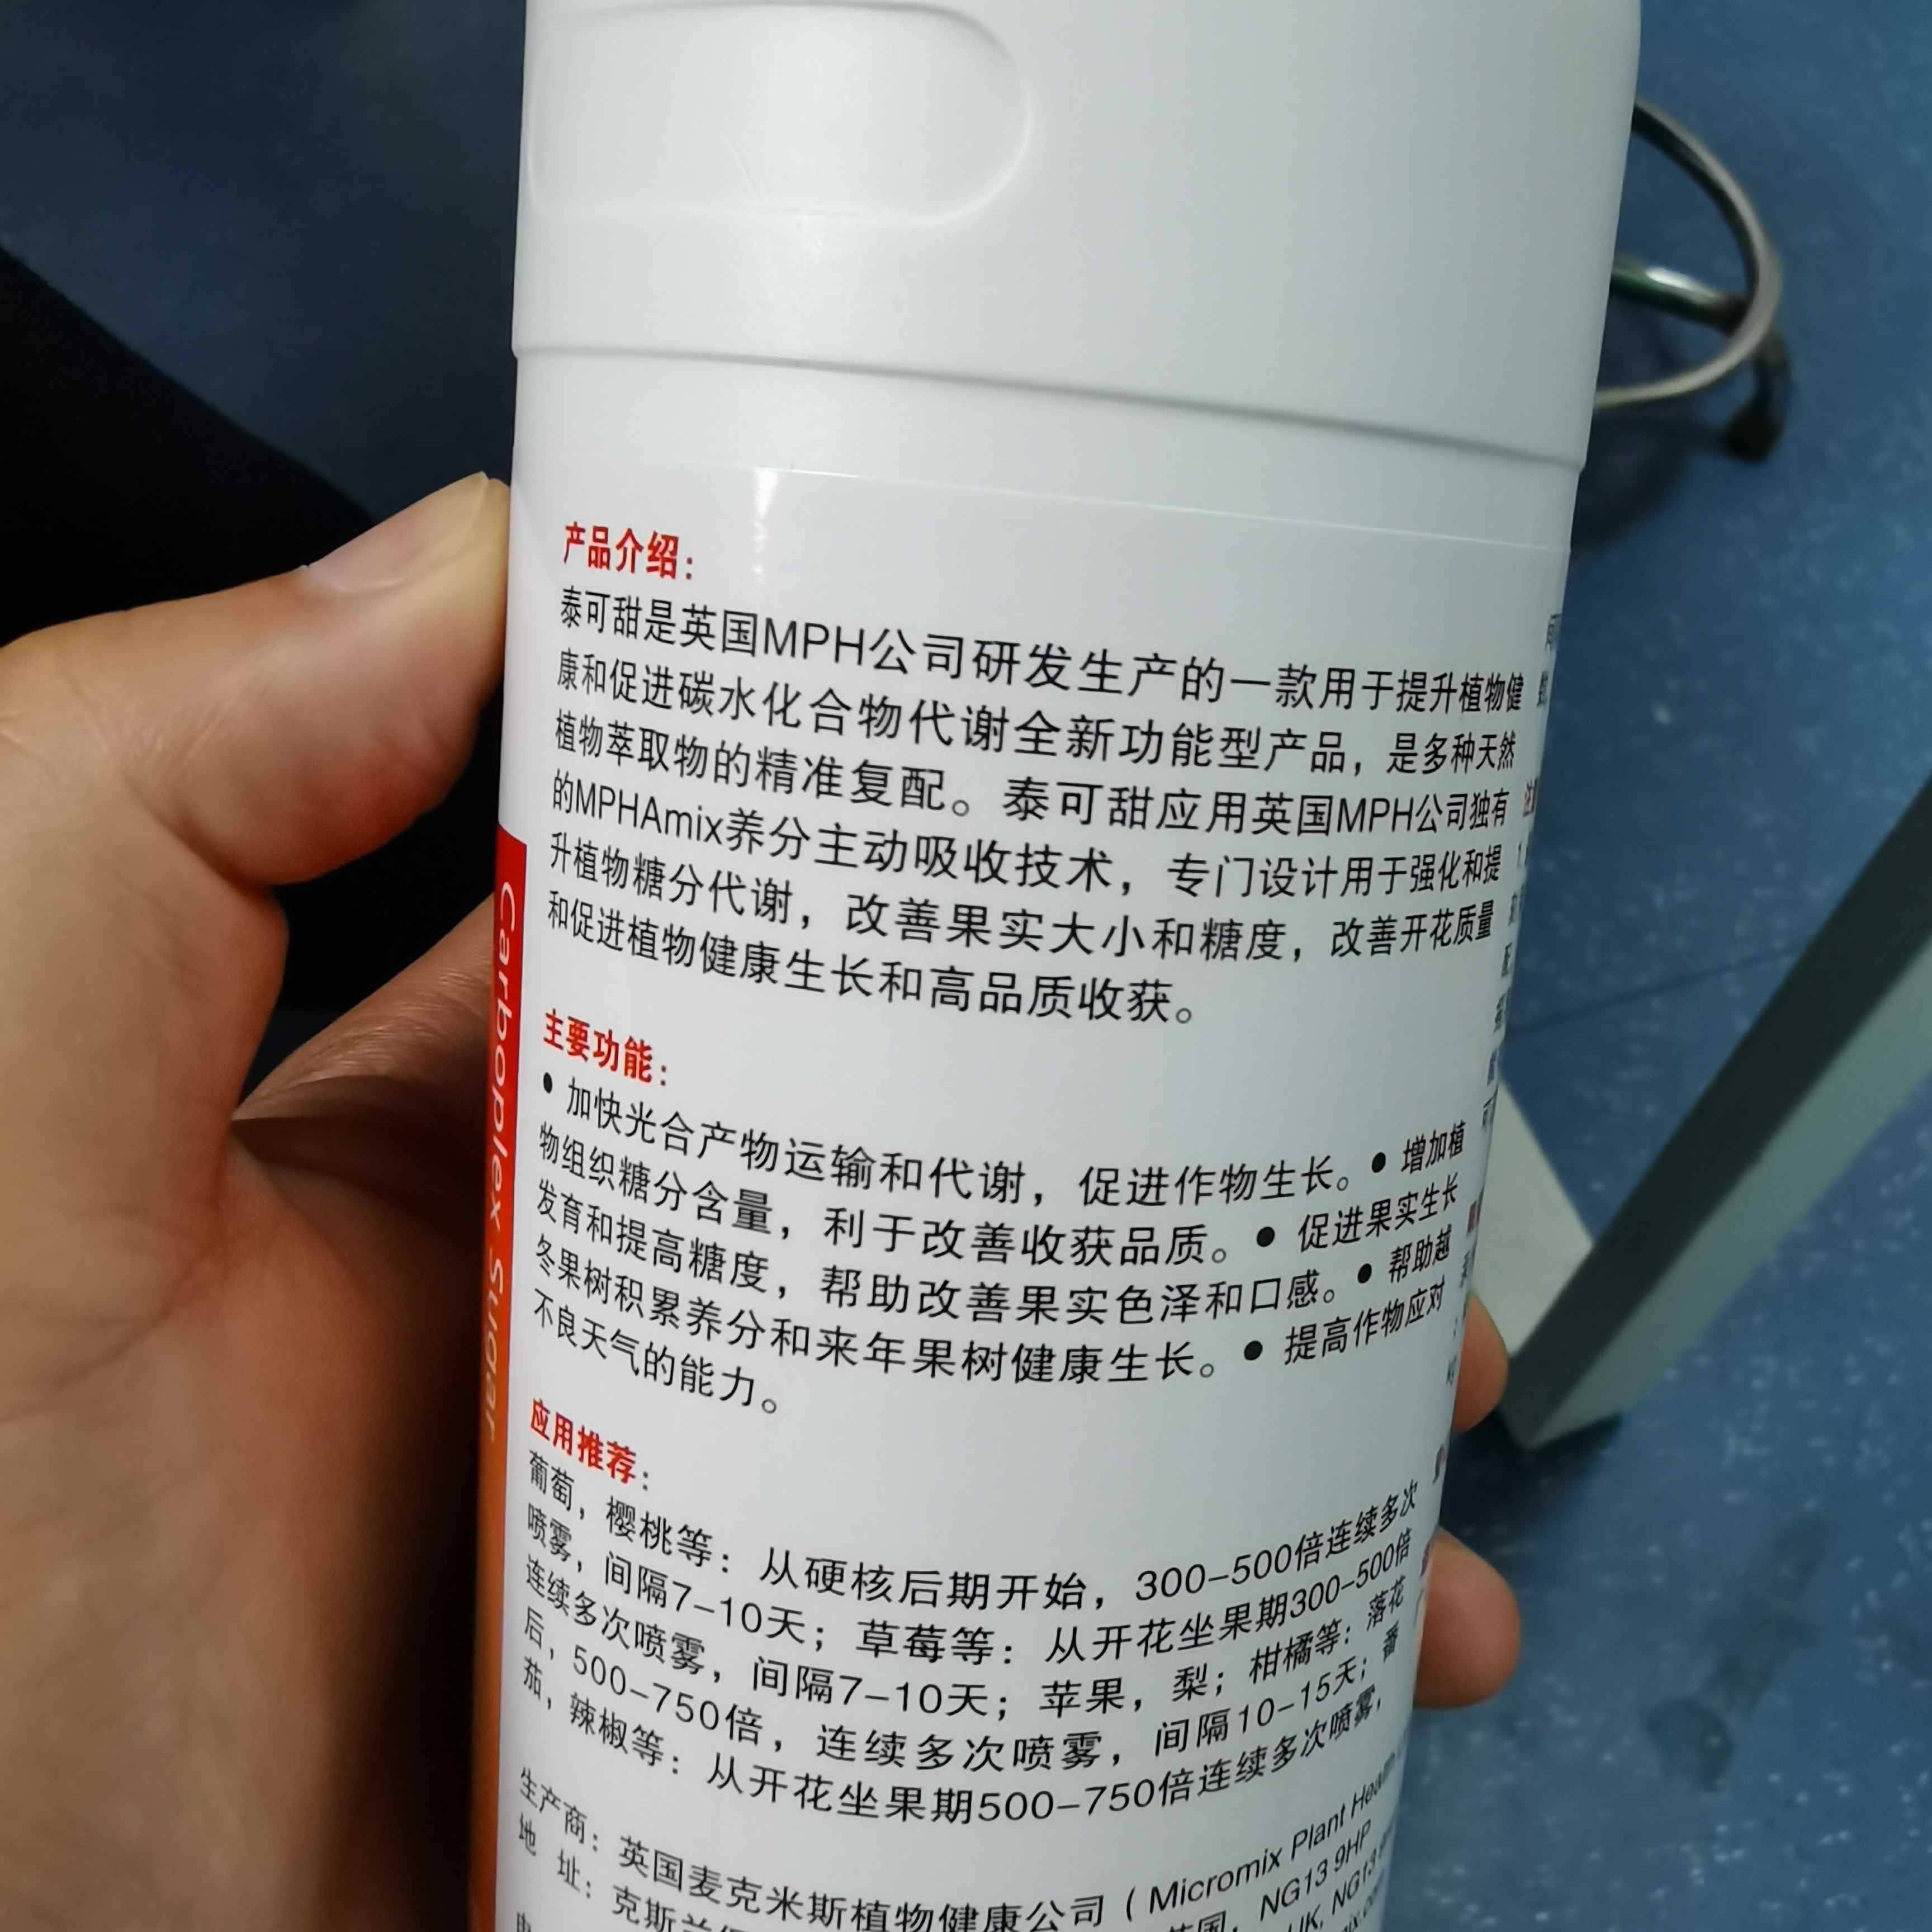 产品介绍：
泰可甜是英国MPH公司研发生产的一款用于提升植物健
康和促进碳水化合物代谢全新功能型产品，是多种天然
植物萃取物的精准复配。泰可甜应用英国MPH公司独有
的MPHAmix养分主动吸收技术，专门设计用于强化和提
升植物糖分代谢，改善果实大小和糖度，改善开花质量
和促进植物健康生长和高品质收获。
主要功能：
• 加快光合产物运输和代谢，促进作物生长。• 增加植
物组织糖分含量，利于改善收获品质。• 促进果实生长
发育和提高糖度，帮助改善果实色泽和口感。• 帮助越
冬果树积累养分和来年果树健康生长。• 提高作物应对
不良天气的能力。
应用推荐：
葡萄，樱桃等：从硬核后期开始，300-500倍连续多次
喷雾，间隔7-10天；草莓等：从开花坐果期300-500倍
连续多次喷雾，间隔7-10天；苹果，梨；柑橘等：落花
后，500-750倍，连续多次喷雾，间隔10-15天；番
茄，辣椒等：从开花坐果期500-750倍连续多次喷雾，
生产商：英国麦克米斯植物健康公司（Micromix Plant Health
地 址：克斯兰 英国，NG13 9HP
UK, NG13
Carboplex Sugar